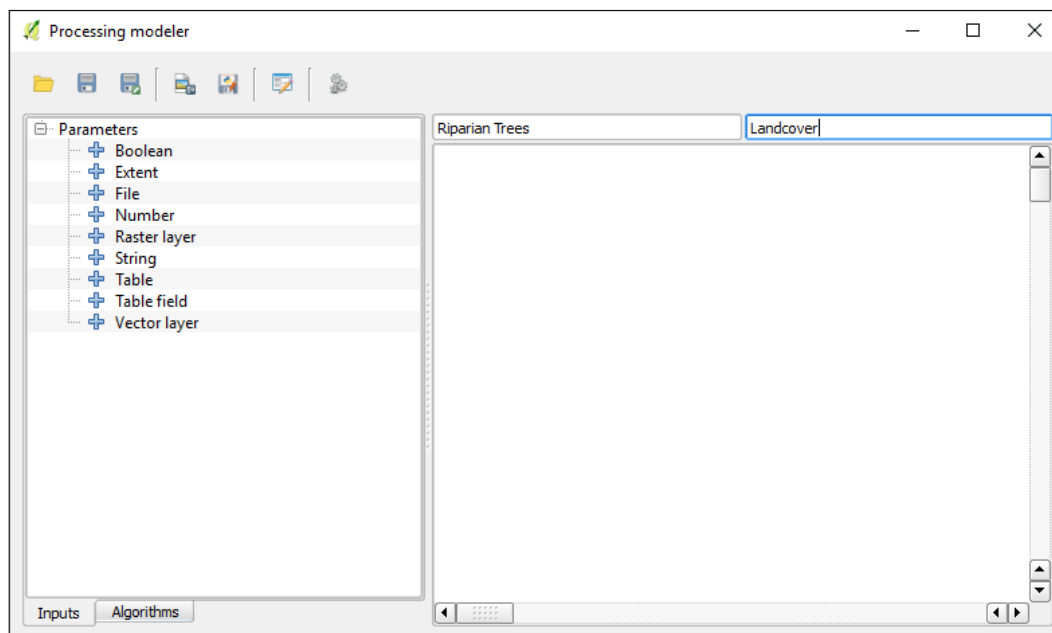 Processing modeler
Parameters
Boolean
Extent
File
Number
Raster layer
String
Table
Table field
Vector layer
Inputs Algorithms
Riparian Trees Landcover